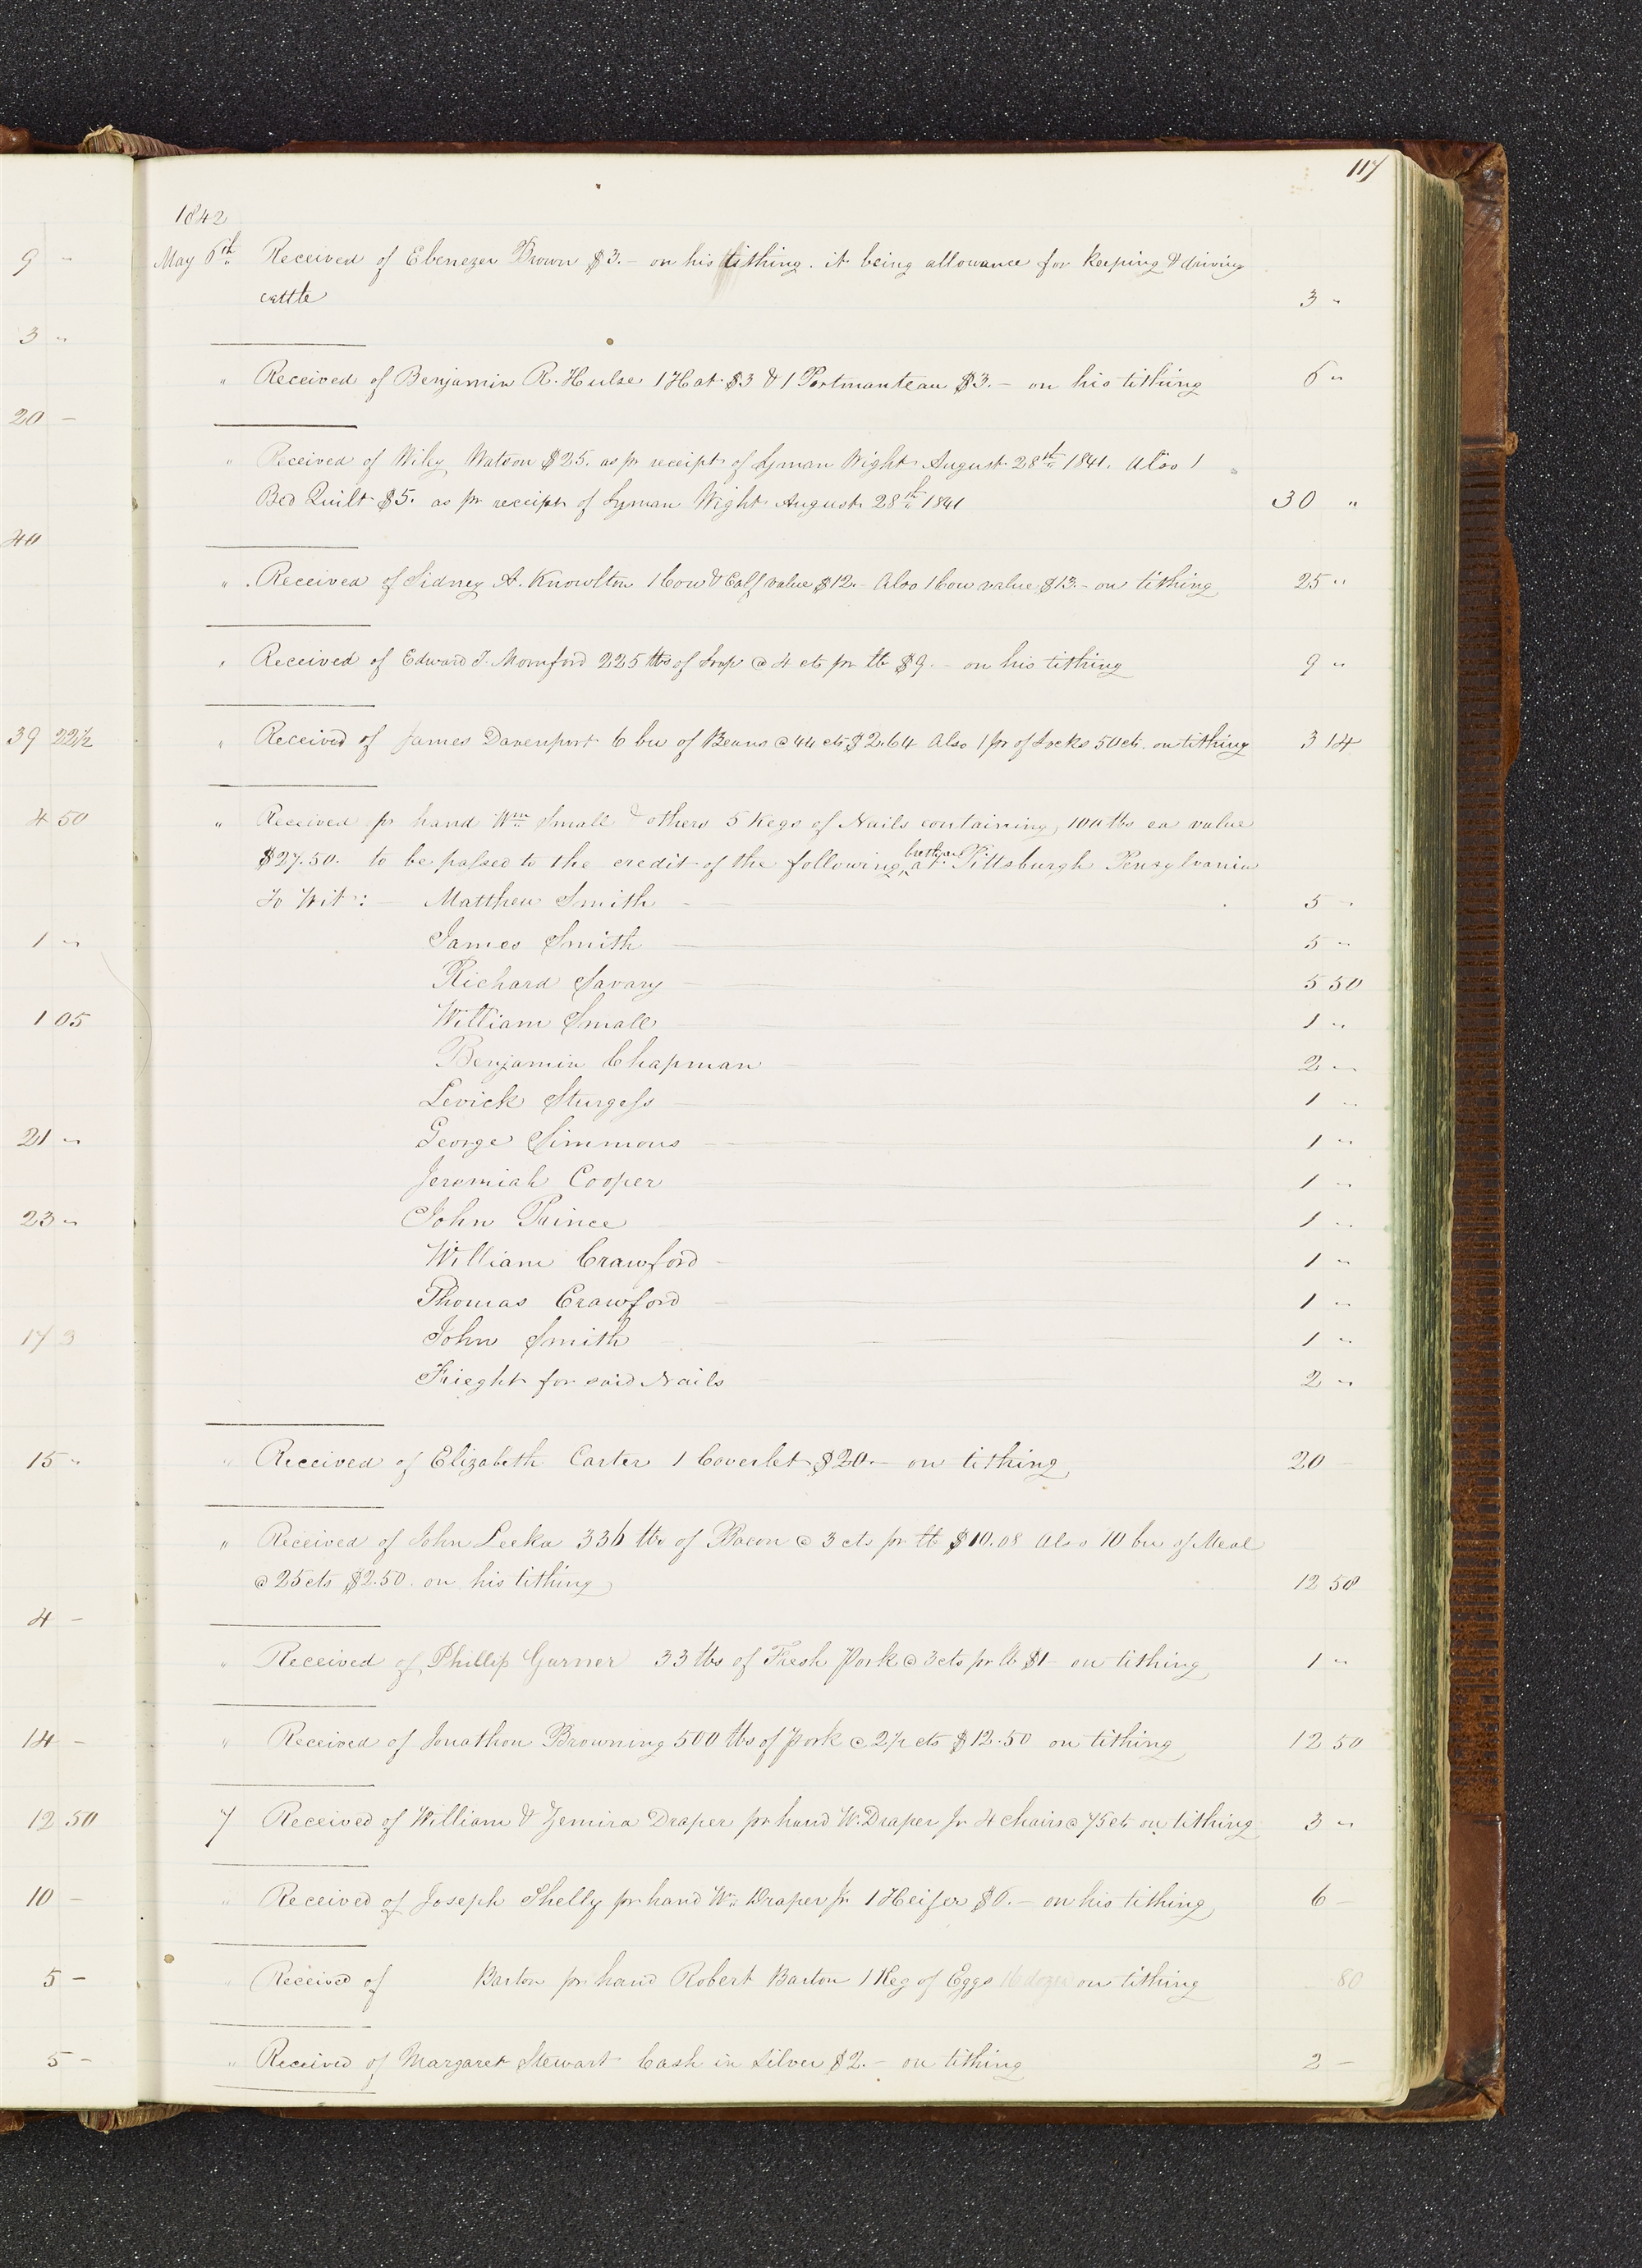 117
1842
May 6th Received of Ebenezer Brown $3.– on his tithing. it being allowance for keeping & driving
cattle 3 "
" Received of Benjamin R. Hulse 1 Hat $3 & 1 Portmanteau $3.– on his tithing 6 "
" Received of Wiley Watson $25. as pr receipt of Lyman Wight August 28th 1841. Also 1
Bed Quilt $5. as pr receipt of Lyman Wight August 28th 1841 30 "
" Received of Sidney A. Knowlton 1 Cow & Calf value $12.– Also 1 Cow value $13.– on tithing 25 "
" Received of Edward T. Momford 225 lbs of @ 4 cts pr lb $9.– on his tithing 9 "
" Received of James Davenport 6 bu of Beans @ 44 cts $2.64 Also 1 pr of Socks 50 cts. on tithing 3 14
" Received pr hand Wm Small & others 5 Kegs of Nails containing 100 lbs ea value
$27.50. to be passed to the credit of the following brethren at Pittsburgh Pensylvania
To Wit: – Matthew Smith 5 "
James Smith 5 "
Richard Savary 5 50
William Small 1 "
Benjamin Chapman 2 "
Levick Sturgess 1 "
George Simmons 1 "
Jeremiah Cooper 1 "
John Prince 1 "
William Crawford 1 "
Thomas Crawford 1 "
John Smith 1 "
Frieght for said Nails 2 "
" Received of Elizabeth Carter 1 Coverlet $20.– on tithing 20 –
" Received of John Leeka 336 lbs of Bacon @ 3 cts pr lb $10.08 Also 10 bu of Meal
@ 25 cts $2.50. on his tithing 12 58
" Received of Phillip Garner 33 lbs of Fresh Pork @ 3 cts pr lb $1– on tithing 1 "
" Received of Jonathon Browning 500 lbs of Pork @ 2½ cts $12.50 on tithing 12 50
7 Received of William & Zemira Draper pr hand W. Draper Jr. 4 chairs @ 75 cts on tithing 3 "
" Received of Joseph Shelly pr hand Wm Draper Jr. 1 Heifer $6.– on his tithing 6 –
" Received of Barton pr hand Robert Barton 1 Keg of Eggs 16 dozen on tithing 80
" Received of Margaret Stewart Cash in Silver $2.– on tithing 2 –
9 –
3 "
20 –
40
39 22½
4 50
1 "
1 05
21 "
23 "
17 3
15 "
4 –
14 –
12 50
10 –
5 –
5 –